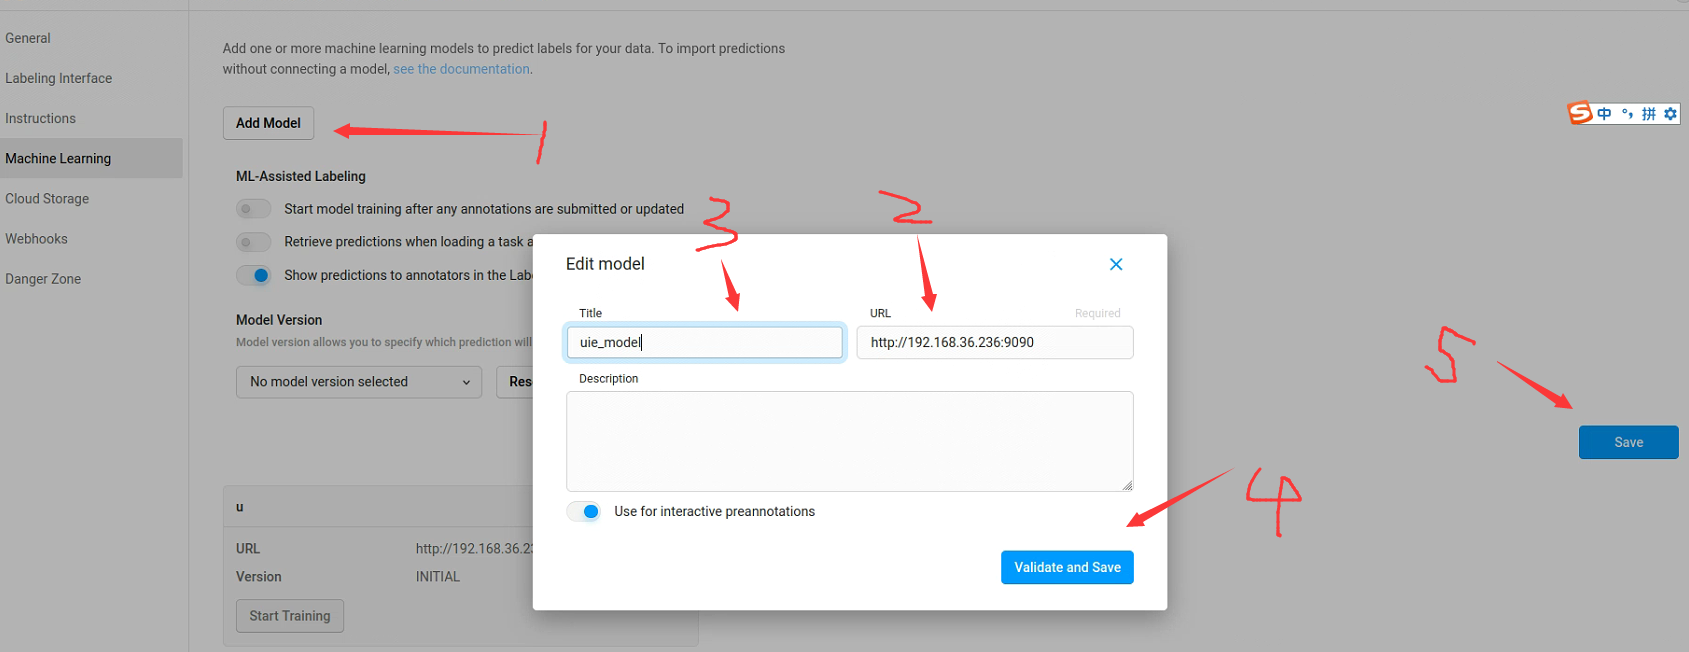 General
Labeling Interface
Instructions
Machine Learning
Cloud Storage
Webhooks
Danger Zone
Add one or more machine learning models to predict labels for your data. To import predictions
without connecting a model, see the documentation.
Add Model
1
ML-Assisted Labeling
Start model training after any annotations are submitted or updated
Retrieve predictions when loading a task a
Show predictions to annotators in the Labe
Model Version
Model version allows you to specify which prediction will
No model version selected
Rese
u
URL http://192.168.36.23
Version INITIAL
Start Training
3
2
Edit model
Title
uie_model
URL Required
http://192.168.36.236:9090
Description
Use for interactive preannotations
Validate and Save
4
5
Save
S 中 °, 拼